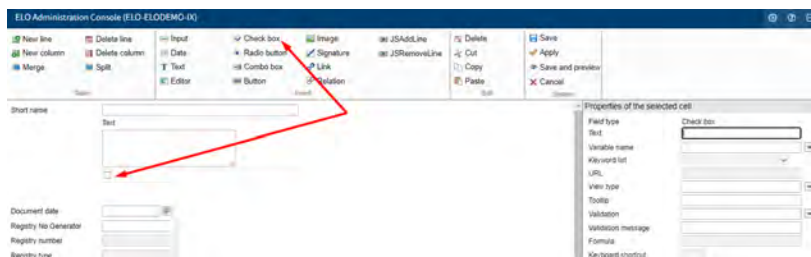 ELO Administration Console (ELO-ELODEMO-IX)
New line Delete line Input Check box Image JSAddLine Delete Save
New column Delete column Date Radio button Signature JSRemoveLine Cut Apply
Merge Split Text Combo box Link Copy Save and preview
Editor Button Relation Paste Cancel
Short name
Text
Document date
Registry No Generator
Registry number
Registry type
Properties of the selected cell
Field type Check box
Text
Variable name
Keyword list
URL
View type
Tooltip
Validation
Validation message
Formula
Keyboard shortcut